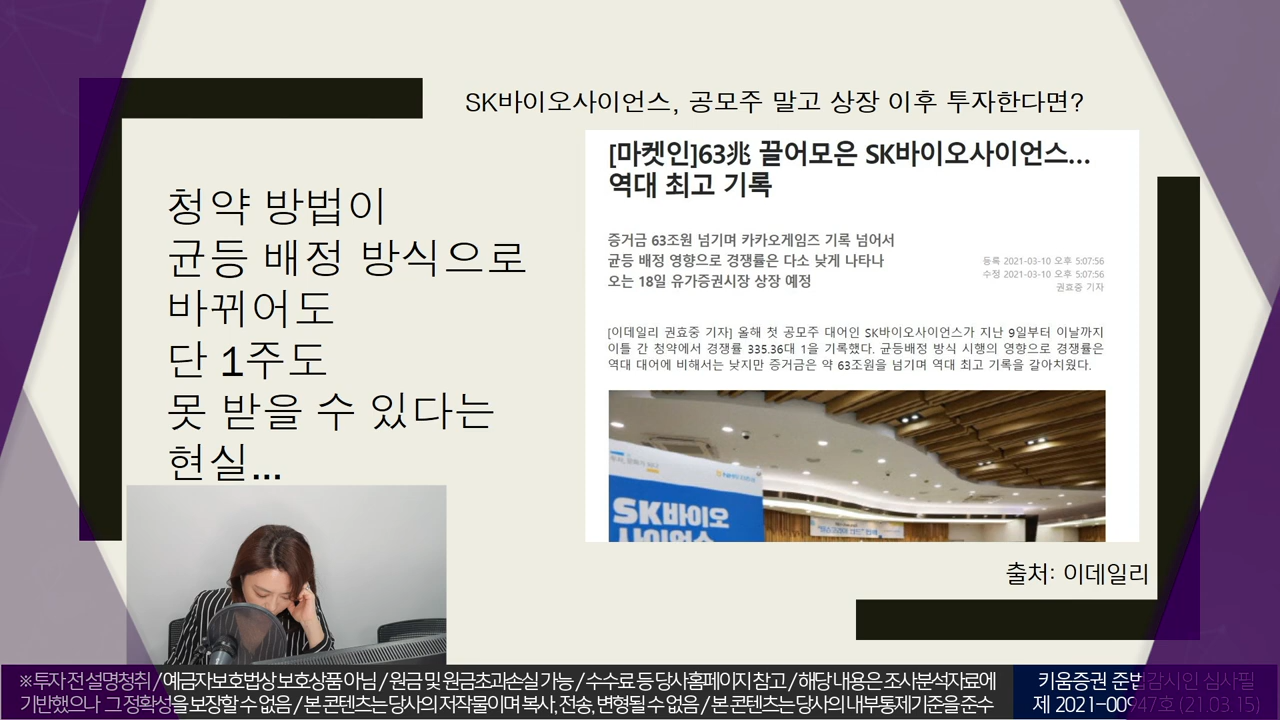 SK바이오사이언스, 공모주 말고 상장 이후 투자한다면?
청약 방법이
균등 배정 방식으로
바뀌어도
단 1주도
못 받을 수 있다는
현실...
[마켓인]63兆 끌어모은 SK바이오사이언스...
역대 최고 기록
증거금 63조원 넘기며 카카오게임즈 기록 넘어서
균등 배정 영향으로 경쟁률은 다소 낮게 나타나
오는 18일 유가증권시장 상장 예정
등록 2021-03-10 오후 5:07:56
수정 2021-03-10 오후 5:07:56
권효중 기자
[이데일리 권효중 기자] 올해 첫 공모주 대어인 SK바이오사이언스가 지난 9일부터 이날까지
이틀 간 청약에서 경쟁률 335.36대 1을 기록했다. 균등배정 방식 시행의 영향으로 경쟁률은
역대 대어에 비해서는 낮지만 증거금은 약 63조원을 넘기며 역대 최고 기록을 갈아치웠다.
SK바이오
사이언스
출처: 이데일리
※투자 전 설명청취 / 예금자보호법상 보호상품 아님 / 원금 및 원금초과손실 가능 / 수수료 등 당사홈페이지 참고 / 해당 내용은 조사분석자료에
기반했으나 그 정확성을 보장할 수 없음 / 본 콘텐츠는 당사의 저작물이며 복사, 전송, 변형될 수 없음 / 본 콘텐츠는 당사의 내부통제기준을 준수
키움증권 준법감시인 심사필
제 2021-00947호 (21.03.15)